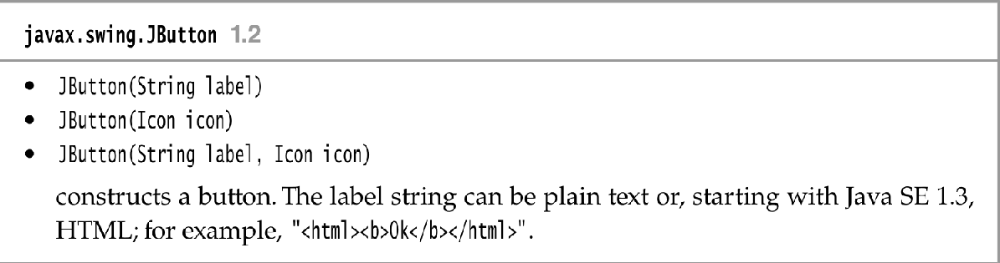 javax.swing.JButton 1.2
• JButton(String label)
• JButton(Icon icon)
• JButton(String label, Icon icon)
constructs a button. The label string can be plain text or, starting with Java SE 1.3,
HTML; for example, "<html><b>Ok</b></html>".